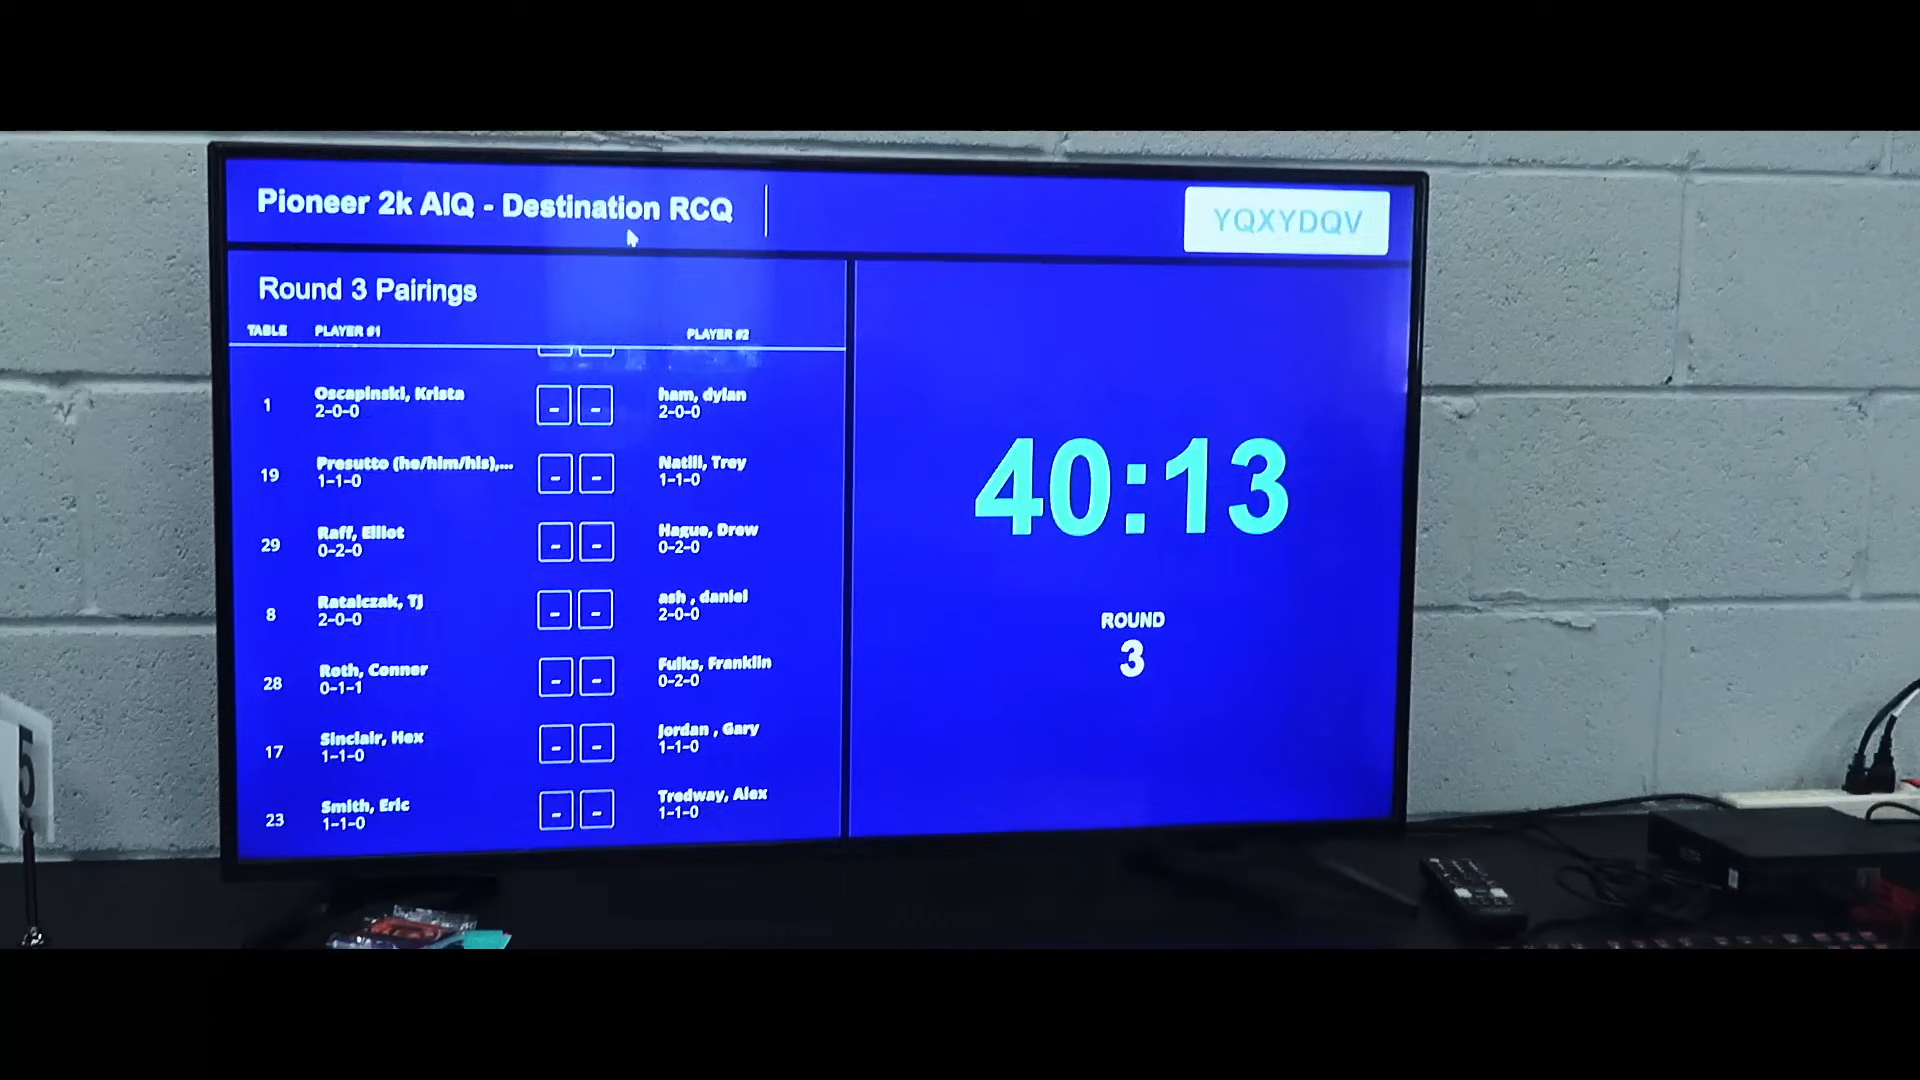 Pioneer 2k AIQ - Destination RCQ
YQXYDQV
Round 3 Pairings
TABLE PLAYER #1 PLAYER #2
1 Oscapinski, Krista - - ham, dylan
2-0-0 2-0-0
19 Presutto (he/him/his),... - - Natili, Trey
1-1-0 1-1-0
29 Raff, Elliot - - Hague, Drew
0-2-0 0-2-0
8 Ratajczak, TJ - - ash , daniel
2-0-0 2-0-0
28 Roth, Conner - - Fulks, Franklin
0-1-1 0-2-0
17 Sinclair, Hex - - Jordan , Gary
1-1-0 1-1-0
23 Smith, Eric - - Tredway, Alex
1-1-0 1-1-0
40:13
ROUND
3
5